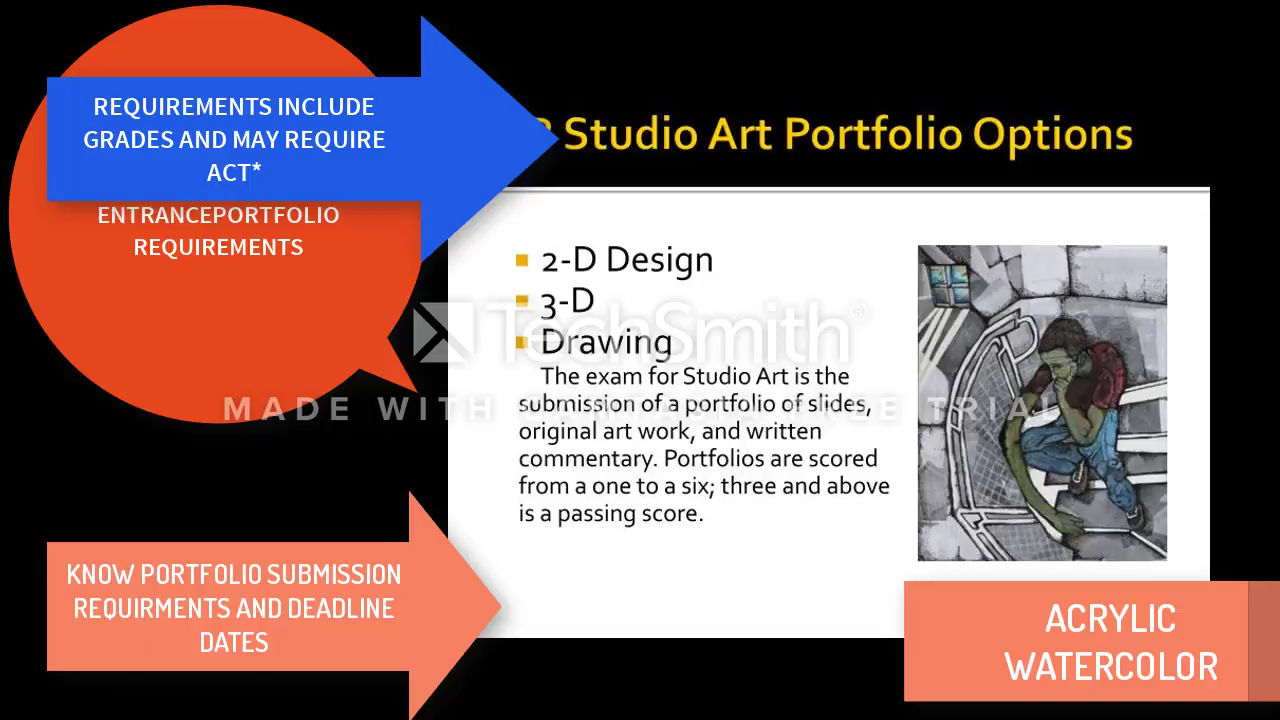 REQUIREMENTS INCLUDE
GRADES AND MAY REQUIRE
ACT*
ENTRANCEPORTFOLIO
REQUIREMENTS
Studio Art Portfolio Options
2-D Design
3-D
Drawing
The exam for Studio Art is the
submission of a portfolio of slides,
original art work, and written
commentary. Portfolios are scored
from a one to a six; three and above
is a passing score.
TechSmith®
MADE WITH CAMTASIA FREE TRIAL
KNOW PORTFOLIO SUBMISSION
REQUIRMENTS AND DEADLINE
DATES
ACRYLIC
WATERCOLOR